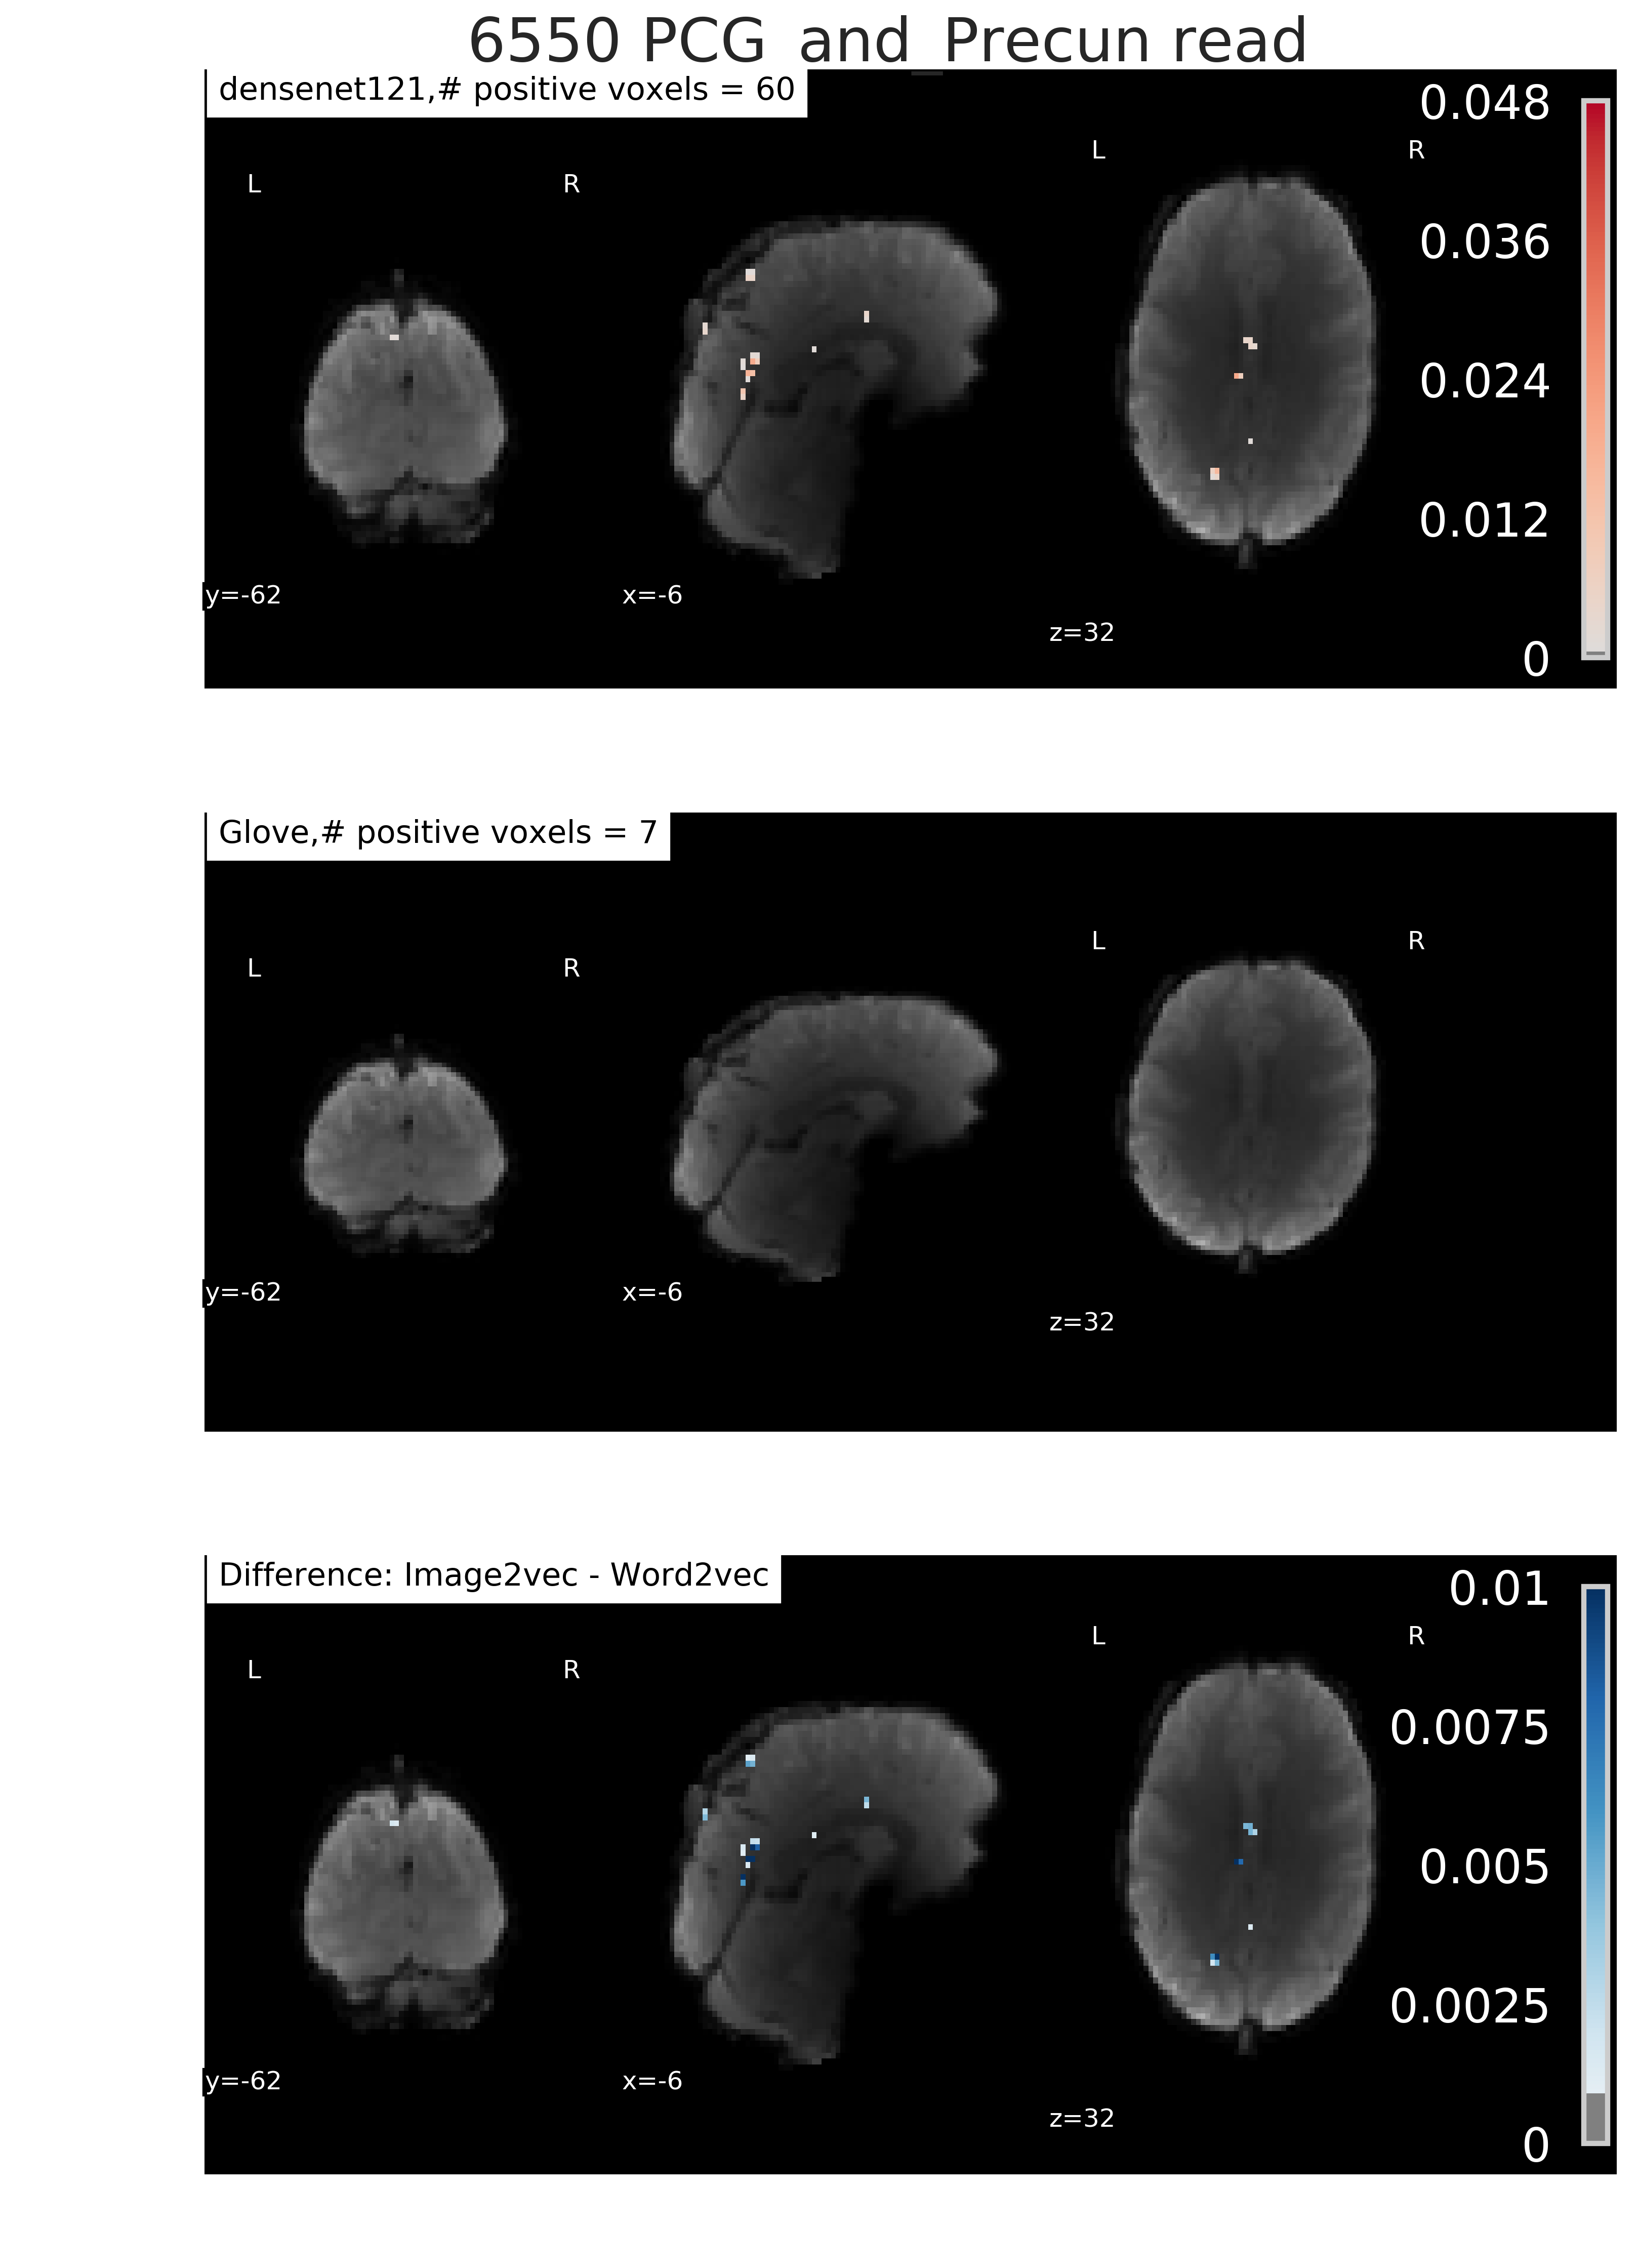 6550 PCG_and_Precun read
densenet121,# positive voxels = 60
0.048
L R
L R
0.036
0.024
0.012
y=-62 x=-6
z=32
0
Glove,# positive voxels = 7
L R
L R
y=-62 x=-6
z=32
Difference: Image2vec - Word2vec
0.01
L R
L R
0.0075
0.005
0.0025
y=-62 x=-6
z=32
0